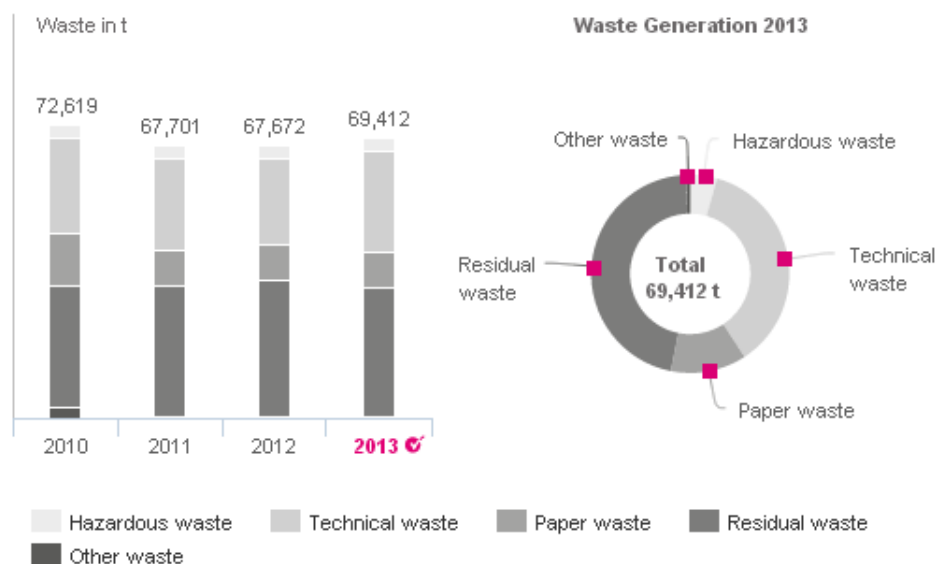 Waste in t
72,619
67,701
67,672
69,412
2010
2011
2012
2013
Waste Generation 2013
Other waste
Hazardous waste
Technical
waste
Paper waste
Residual
waste
Total
69,412 t
Hazardous waste
Technical waste
Paper waste
Residual waste
Other waste